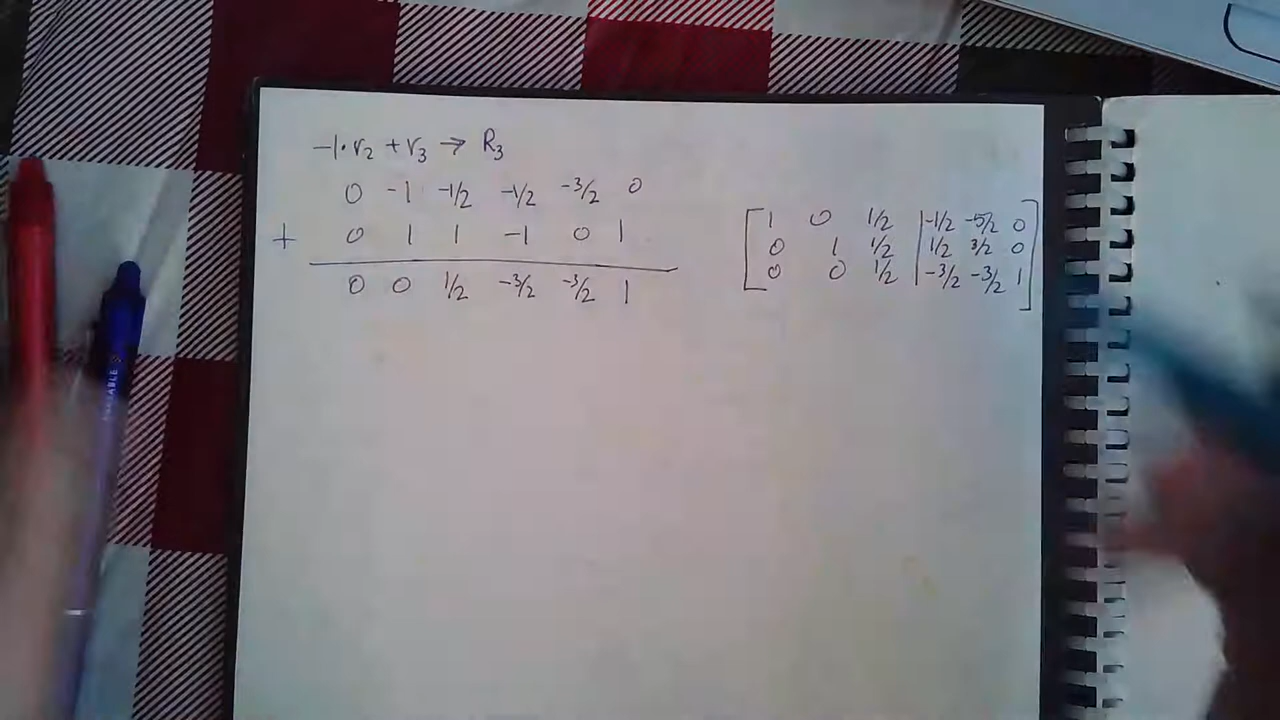 -1·r₂ + r₃ → R₃
0 -1 -1/2 -1/2 -3/2 0
+ 0 1 1 -1 0 1
0 0 1/2 -3/2 -3/2 1
1 0 1/2 | -1/2 -5/2 0
0 1 1/2 | 1/2 3/2 0
0 0 1/2 | -3/2 -3/2 1